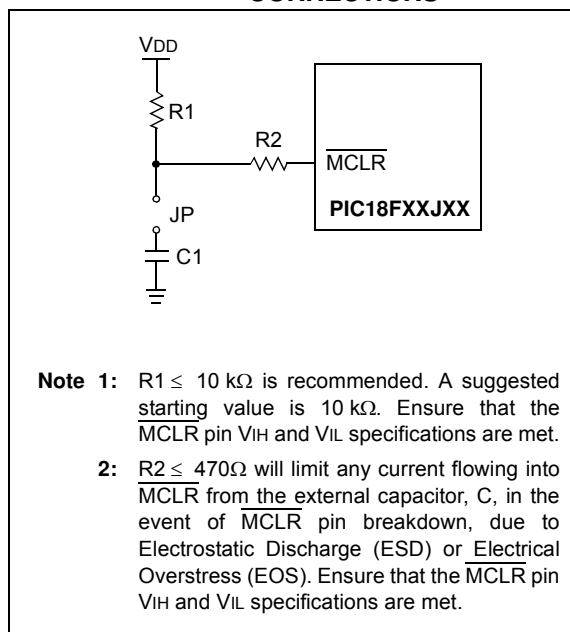 VDD
R1
R2
MCLR
PIC18FXXJXX
JP
C1
Note 1: R1 ≤ 10 kΩ is recommended. A suggested
starting value is 10 kΩ. Ensure that the
MCLR pin VIH and VIL specifications are met.
2: R2 ≤ 470Ω will limit any current flowing into
MCLR from the external capacitor, C, in the
event of MCLR pin breakdown, due to
Electrostatic Discharge (ESD) or Electrical
Overstress (EOS). Ensure that the MCLR pin
VIH and VIL specifications are met.